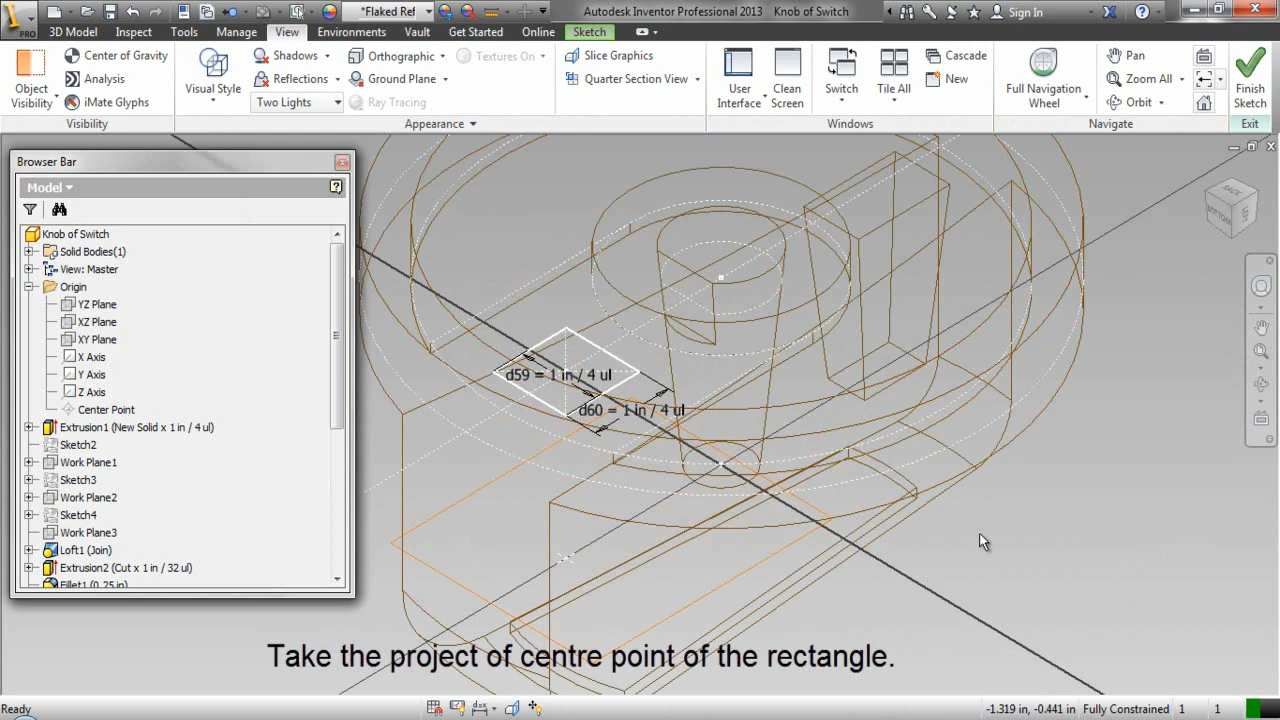 *Flaked Ref
Autodesk Inventor Professional 2013 Knob of Switch
Sign In
PRO
3D Model Inspect Tools Manage View Environments Vault Get Started Online Sketch
Object Visibility
Center of Gravity
Analysis
iMate Glyphs
Visibility
Visual Style
Shadows
Reflections
Two Lights
Orthographic
Ground Plane
Ray Tracing
Textures On
Slice Graphics
Quarter Section View
Appearance
User Interface
Clean Screen
Switch
Tile All
Cascade
New
Windows
Full Navigation Wheel
Pan
Zoom All
Orbit
Navigate
Finish Sketch
Exit
Browser Bar
Model
Knob of Switch
Solid Bodies(1)
View: Master
Origin
YZ Plane
XZ Plane
XY Plane
X Axis
Y Axis
Z Axis
Center Point
Extrusion1 (New Solid x 1 in / 4 ul)
Sketch2
Work Plane1
Sketch3
Work Plane2
Sketch4
Work Plane3
Loft1 (Join)
Extrusion2 (Cut x 1 in / 32 ul)
Fillet1 (0.25 in)
d59 = 1 in / 4 ul
d60 = 1 in / 4 ul
BACK
BOTTOM
Take the project of centre point of the rectangle.
Ready
-1.319 in, -0.441 in Fully Constrained 1 1